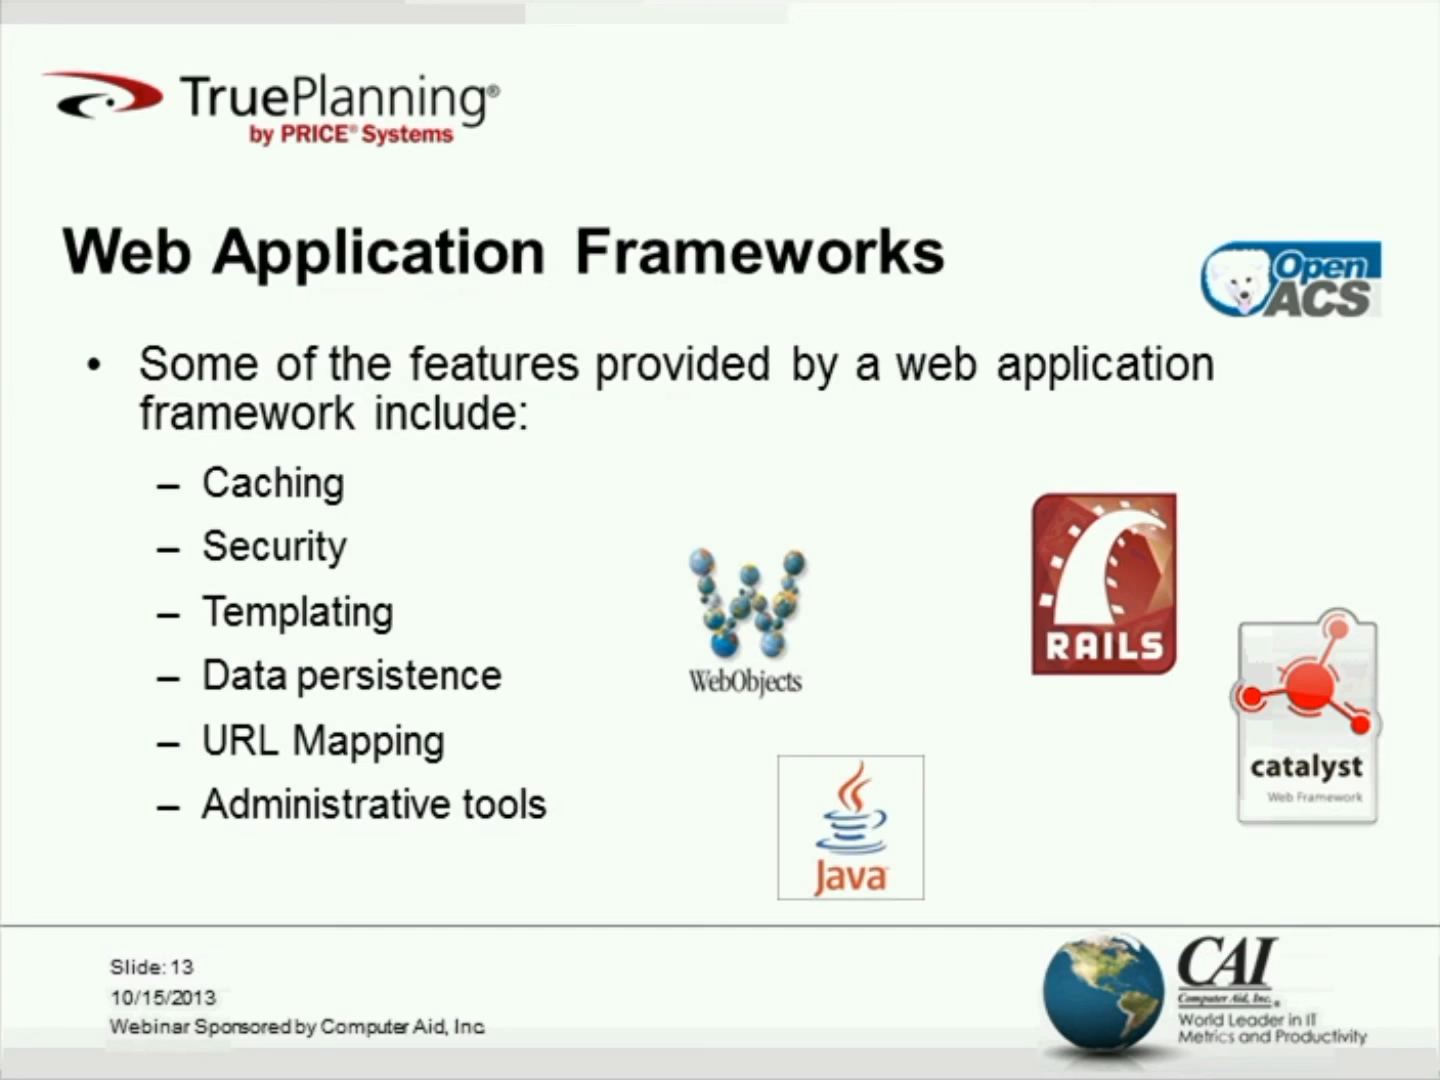 TruePlanning®
by PRICE® Systems
Web Application Frameworks
Open
ACS
• Some of the features provided by a web application
framework include:
– Caching
– Security
– Templating
– Data persistence
– URL Mapping
– Administrative tools
WebObjects
RAILS
catalyst
Web Framework
Java
Slide: 13
10/15/2013
Webinar Sponsored by Computer Aid, Inc
CAI
Computer Aid, Inc.
World Leader in IT
Metrics and Productivity